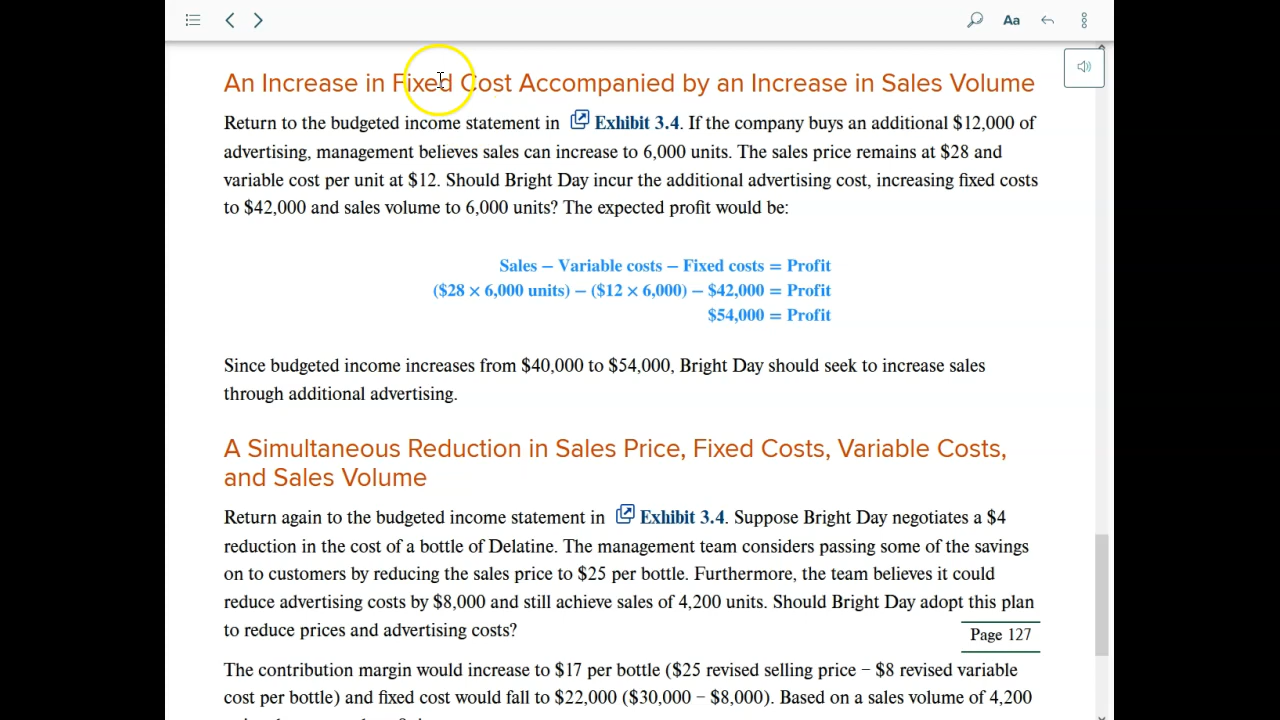 Aa
An Increase in Fixed Cost Accompanied by an Increase in Sales Volume
Return to the budgeted income statement in Exhibit 3.4. If the company buys an additional $12,000 of
advertising, management believes sales can increase to 6,000 units. The sales price remains at $28 and
variable cost per unit at $12. Should Bright Day incur the additional advertising cost, increasing fixed costs
to $42,000 and sales volume to 6,000 units? The expected profit would be:
Sales − Variable costs − Fixed costs = Profit
($28 × 6,000 units) − ($12 × 6,000) − $42,000 = Profit
$54,000 = Profit
Since budgeted income increases from $40,000 to $54,000, Bright Day should seek to increase sales
through additional advertising.
A Simultaneous Reduction in Sales Price, Fixed Costs, Variable Costs,
and Sales Volume
Return again to the budgeted income statement in Exhibit 3.4. Suppose Bright Day negotiates a $4
reduction in the cost of a bottle of Delatine. The management team considers passing some of the savings
on to customers by reducing the sales price to $25 per bottle. Furthermore, the team believes it could
reduce advertising costs by $8,000 and still achieve sales of 4,200 units. Should Bright Day adopt this plan
to reduce prices and advertising costs?
Page 127
The contribution margin would increase to $17 per bottle ($25 revised selling price − $8 revised variable
cost per bottle) and fixed cost would fall to $22,000 ($30,000 − $8,000). Based on a sales volume of 4,200